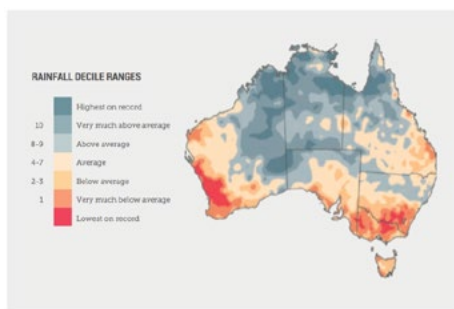 RAINFALL DECILE RANGES
Highest on record
10 Very much above average
8-9 Above average
4-7 Average
2-3 Below average
1 Very much below average
Lowest on record